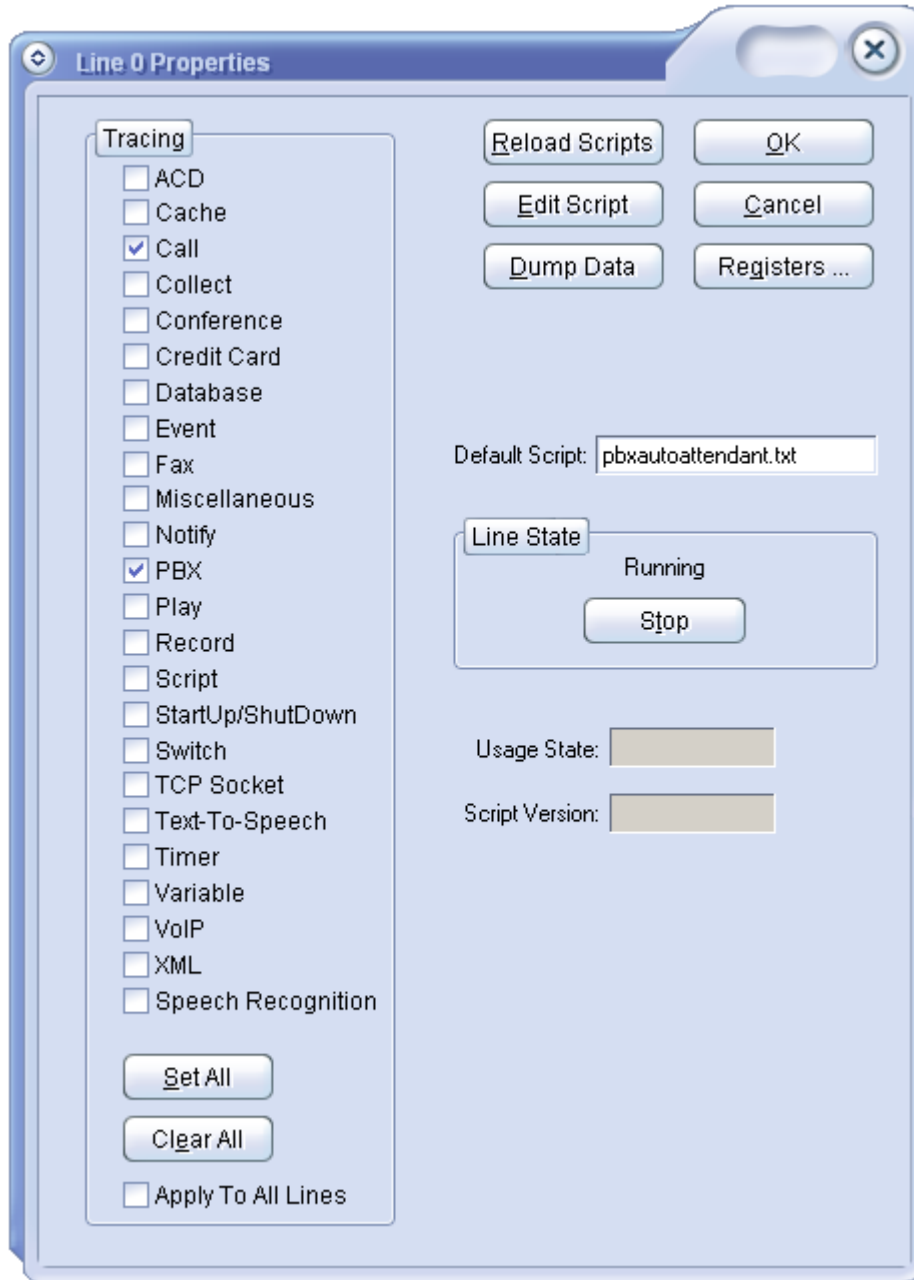 Line 0 Properties
Tracing
ACD
Cache
Call
Collect
Conference
Credit Card
Database
Event
Fax
Miscellaneous
Notify
PBX
Play
Record
Script
StartUp/ShutDown
Switch
TCP Socket
Text-To-Speech
Timer
Variable
VoIP
XML
Speech Recognition
Set All
Clear All
Apply To All Lines
Reload Scripts
OK
Edit Script
Cancel
Dump Data
Registers ...
Default Script: pbxautoattendant.txt
Line State
Running
Stop
Usage State:
Script Version: